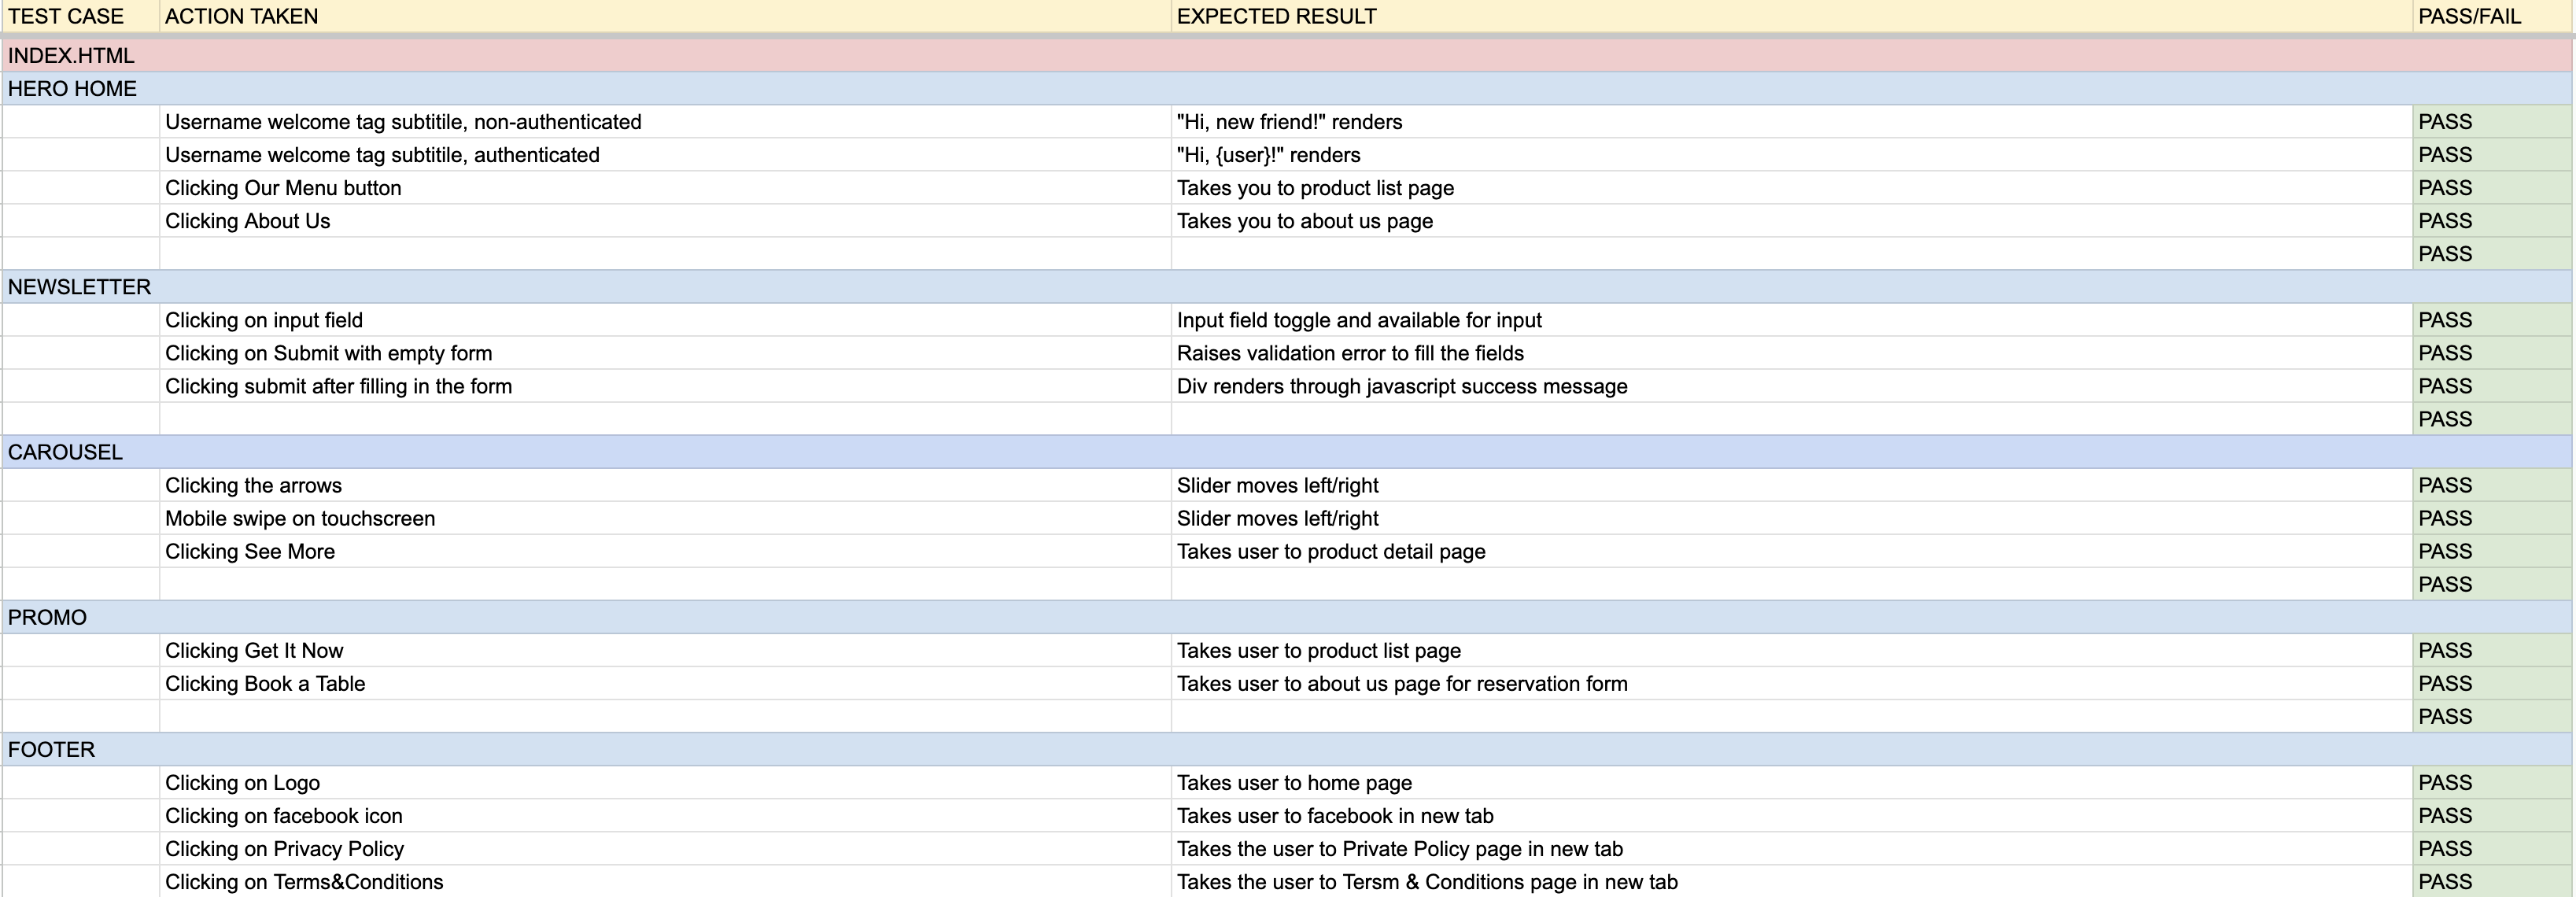 TEST CASE ACTION TAKEN EXPECTED RESULT PASS/FAIL
INDEX.HTML
HERO HOME
Username welcome tag subtitile, non-authenticated "Hi, new friend!" renders PASS
Username welcome tag subtitile, authenticated "Hi, {user}!" renders PASS
Clicking Our Menu button Takes you to product list page PASS
Clicking About Us Takes you to about us page PASS
PASS
NEWSLETTER
Clicking on input field Input field toggle and available for input PASS
Clicking on Submit with empty form Raises validation error to fill the fields PASS
Clicking submit after filling in the form Div renders through javascript success message PASS
PASS
CAROUSEL
Clicking the arrows Slider moves left/right PASS
Mobile swipe on touchscreen Slider moves left/right PASS
Clicking See More Takes user to product detail page PASS
PASS
PROMO
Clicking Get It Now Takes user to product list page PASS
Clicking Book a Table Takes user to about us page for reservation form PASS
PASS
FOOTER
Clicking on Logo Takes user to home page PASS
Clicking on facebook icon Takes user to facebook in new tab PASS
Clicking on Privacy Policy Takes the user to Private Policy page in new tab PASS
Clicking on Terms&Conditions Takes the user to Tersm & Conditions page in new tab PASS